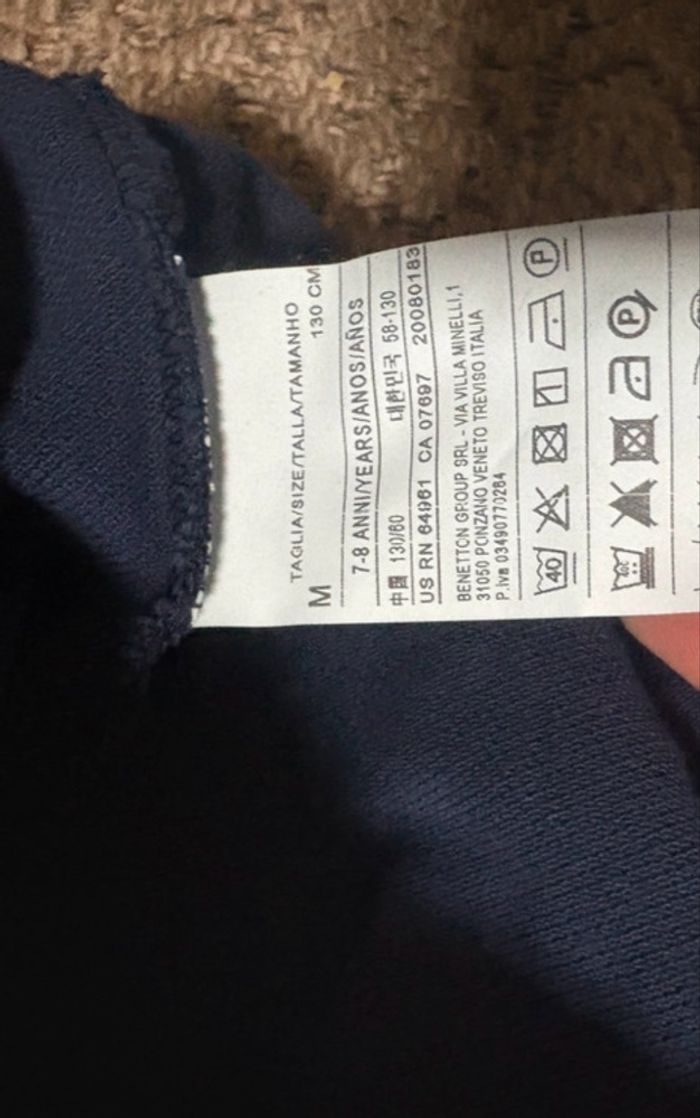 TAGLIA/SIZE/TALLA/TAMANHO
M 130 CM
7-8 ANNI/YEARS/ANOS/AÑOS
中國 130/60 대한민국 58-130
US RN 64961 CA 07697 20080183
BENETTON GROUP SRL - VIA VILLA MINELLI,1
31050 PONZANO VENETO TREVISO ITALIA
P.iva 03490770264
40 P
P